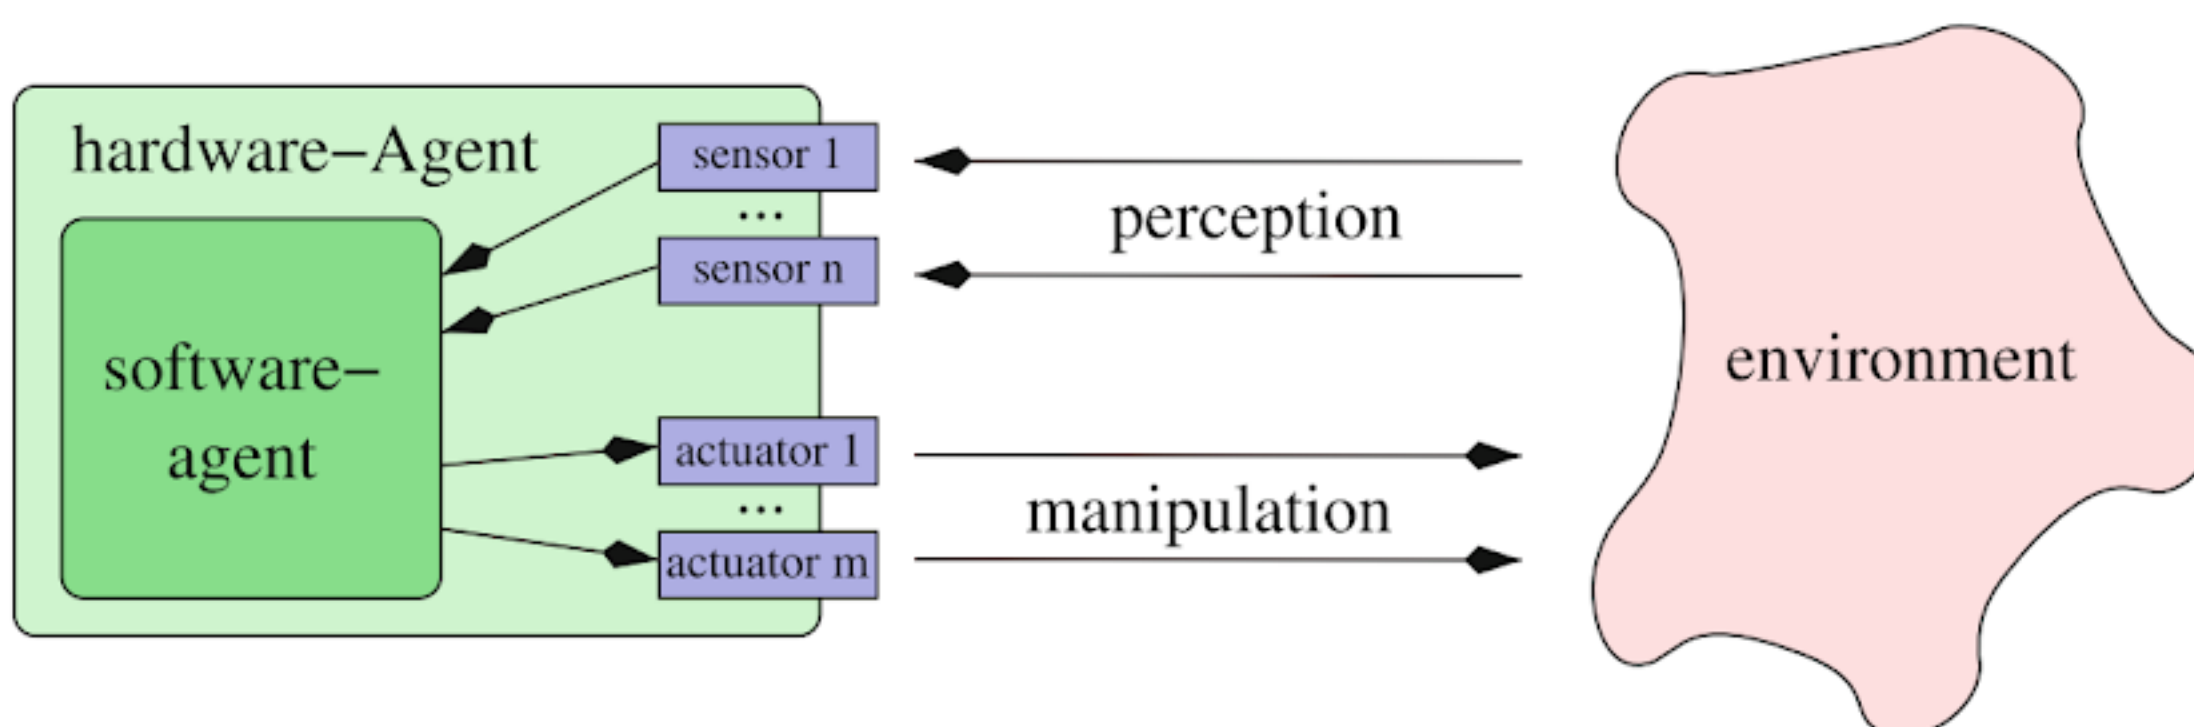 hardware–Agent
sensor 1
...
sensor n
software–
agent
actuator 1
...
actuator m
perception
manipulation
environment